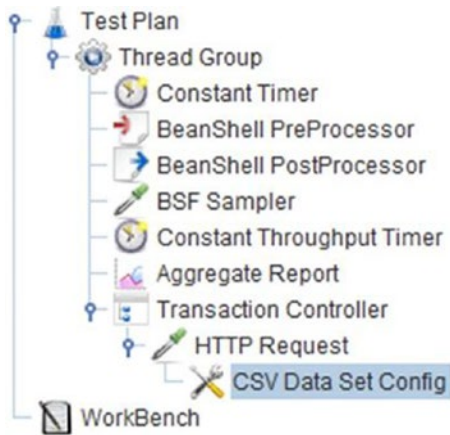 Test Plan
Thread Group
Constant Timer
BeanShell PreProcessor
BeanShell PostProcessor
BSF Sampler
Constant Throughput Timer
Aggregate Report
Transaction Controller
HTTP Request
CSV Data Set Config
WorkBench